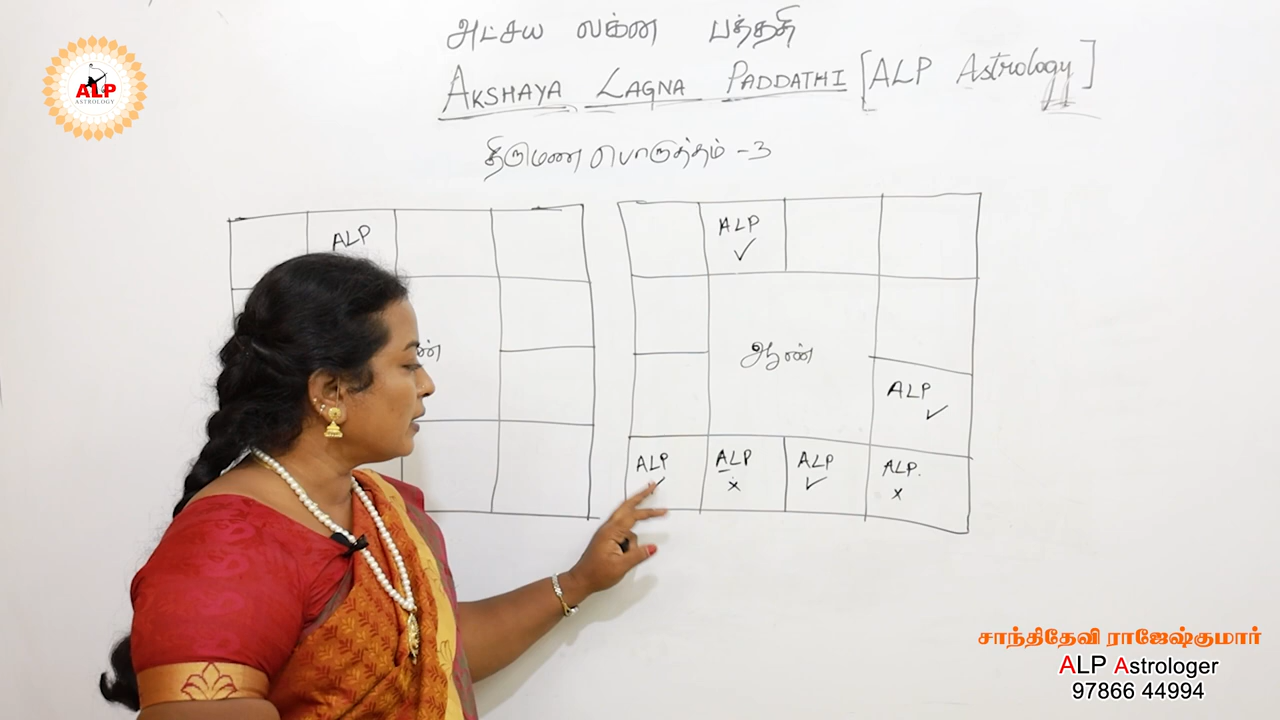 ALP
ASTROLOGY
அட்சய லக்ன பத்ததி
AKSHAYA LAGNA PADDATHI [ALP Astrology]
திருமண பொருத்தம் -3
ALP
ALP ✓
ஆண்
ALP ✓
ALP ✓ ALP x ALP ✓ ALP. x
சாந்திதேவி ராஜேஷ்குமார்
ALP Astrologer
97866 44994